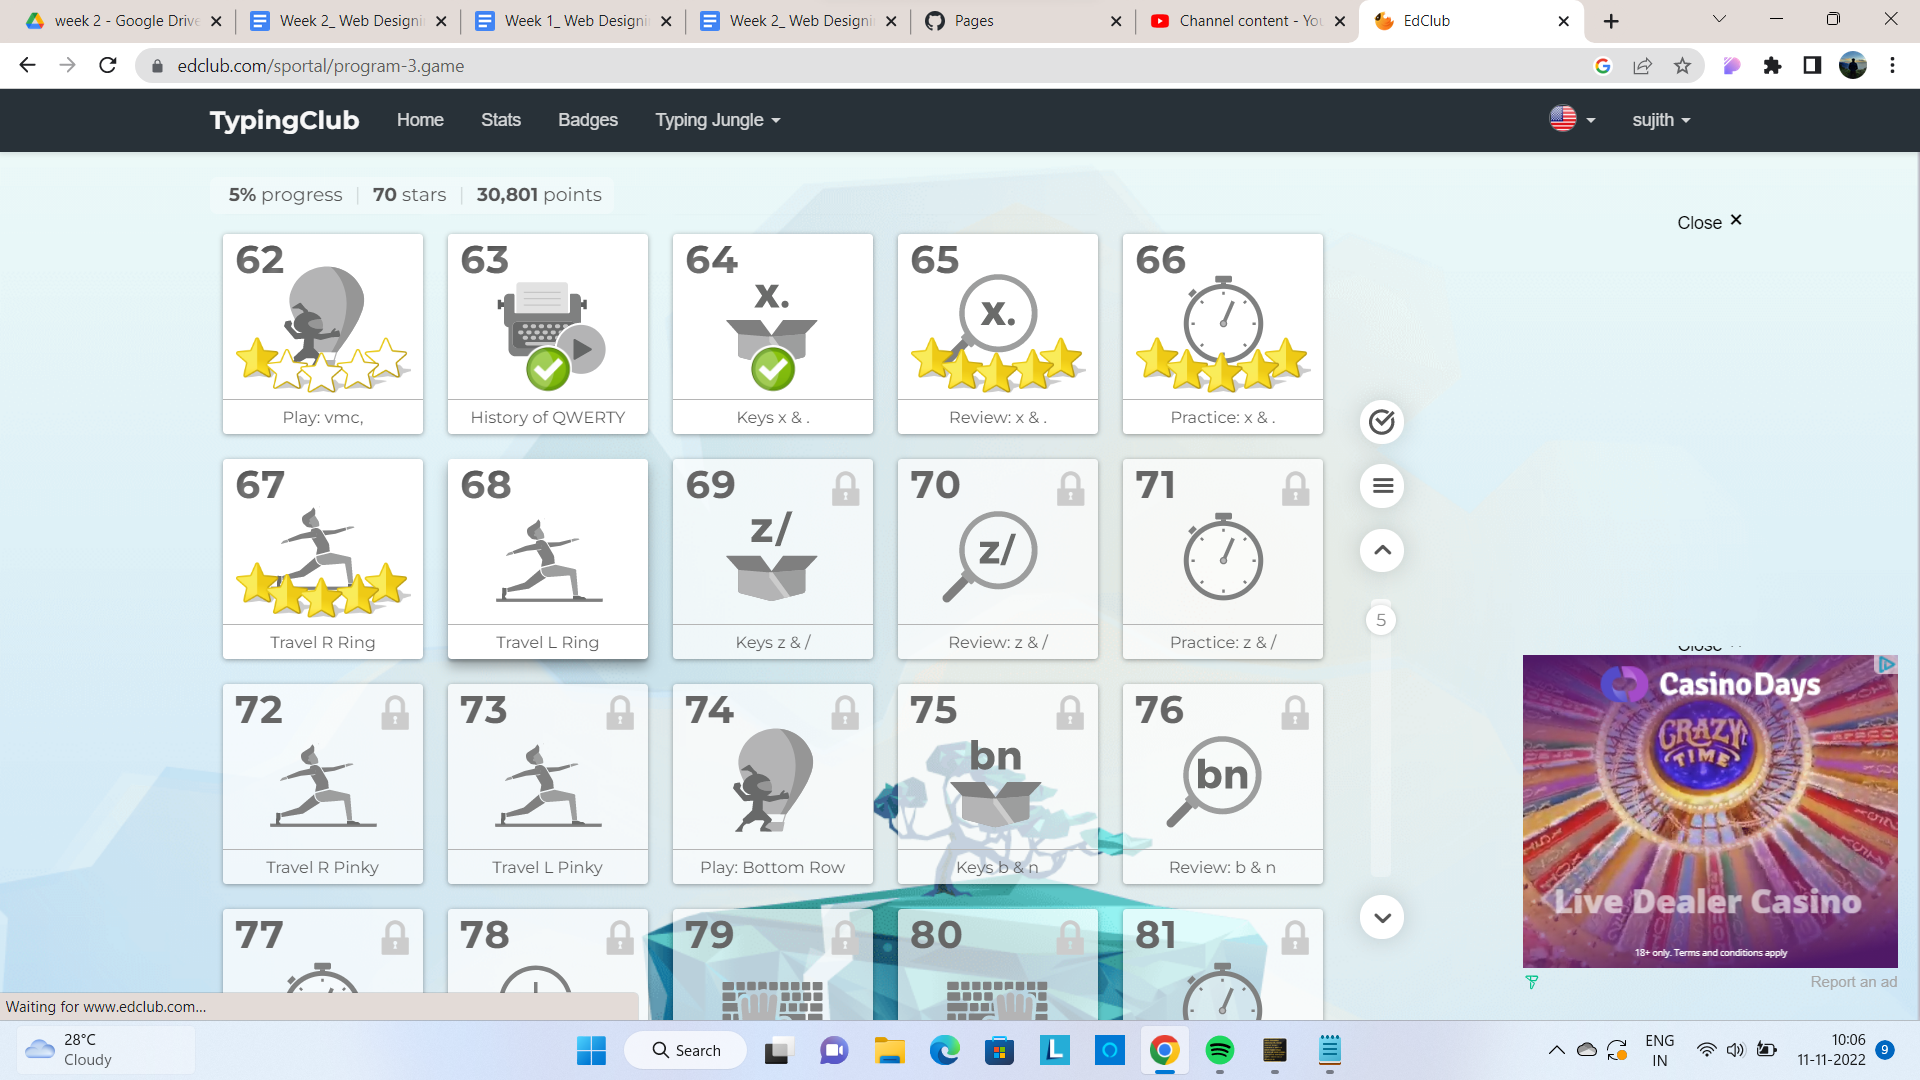 week 2 - Google Drive
Week 2_ Web Designi
Week 1_ Web Designi
Week 2_ Web Designi
Pages
Channel content - You
EdClub
edclub.com/sportal/program-3.game
TypingClub
Home
Stats
Badges
Typing Jungle
sujith
5% progress
70 stars
30,801 points
Close ×
62
63
64
65
66
x.
x.
Play: vmc,
History of QWERTY
Keys x & .
Review: x & .
Practice: x & .
67
68
69
70
71
z/
z/
Travel R Ring
Travel L Ring
Keys z & /
Review: z & /
Practice: z & /
5
72
73
74
75
76
bn
bn
Travel R Pinky
Travel L Pinky
Play: Bottom Row
Keys b & n
Review: b & n
77
78
79
80
81
Close
CasinoDays
CRAZY
TIME
Live Dealer Casino
18+ only. Terms and conditions apply
Report an ad
Waiting for www.edclub.com...
28°C
Cloudy
Search
L
ENG
IN
10:06
11-11-2022
9